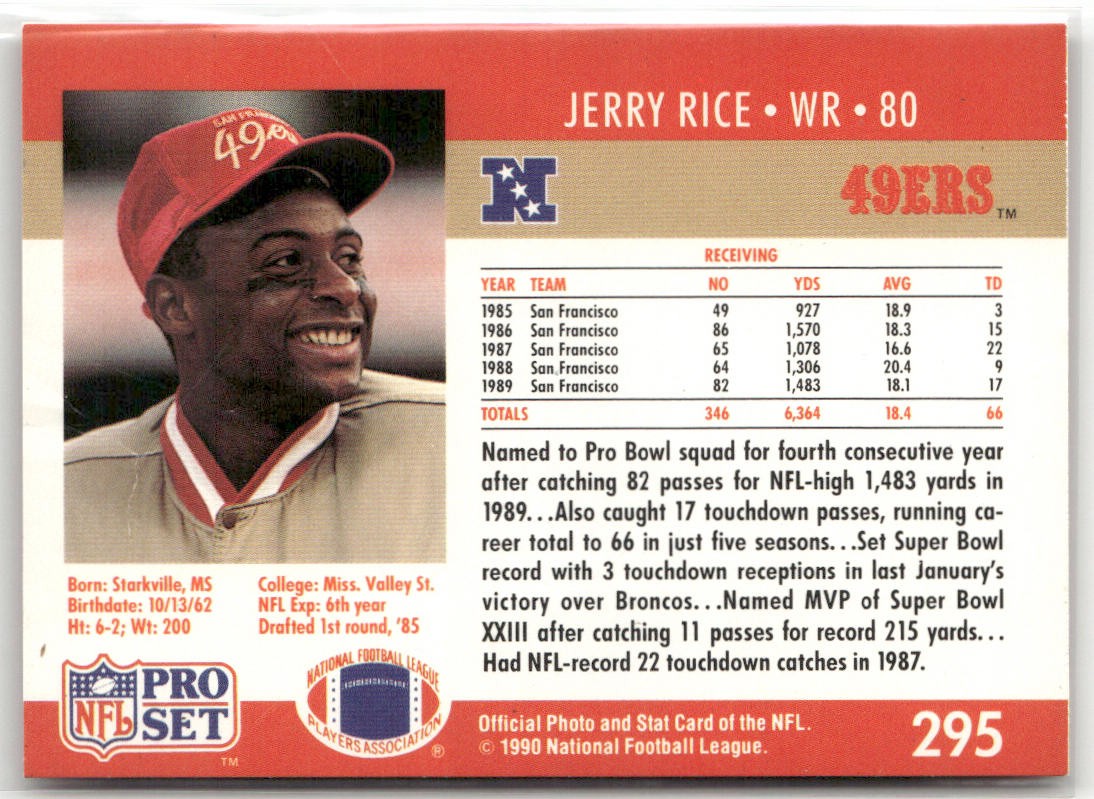 JERRY RICE • WR • 80
SAN FRANCISCO
49ers
N
49ERS™
RECEIVING
YEAR TEAM NO YDS AVG TD
1985 San Francisco 49 927 18.9 3
1986 San Francisco 86 1,570 18.3 15
1987 San Francisco 65 1,078 16.6 22
1988 San Francisco 64 1,306 20.4 9
1989 San Francisco 82 1,483 18.1 17
TOTALS 346 6,364 18.4 66
Named to Pro Bowl squad for fourth consecutive year
after catching 82 passes for NFL-high 1,483 yards in
1989...Also caught 17 touchdown passes, running ca-
reer total to 66 in just five seasons...Set Super Bowl
record with 3 touchdown receptions in last January's
victory over Broncos...Named MVP of Super Bowl
XXIII after catching 11 passes for record 215 yards...
Had NFL-record 22 touchdown catches in 1987.
Born: Starkville, MS
Birthdate: 10/13/62
Ht: 6-2; Wt: 200
College: Miss. Valley St.
NFL Exp: 6th year
Drafted 1st round, '85
NFL
PRO
SET
™
NATIONAL FOOTBALL LEAGUE
PLAYERS ASSOCIATION
®
Official Photo and Stat Card of the NFL.
© 1990 National Football League.
295